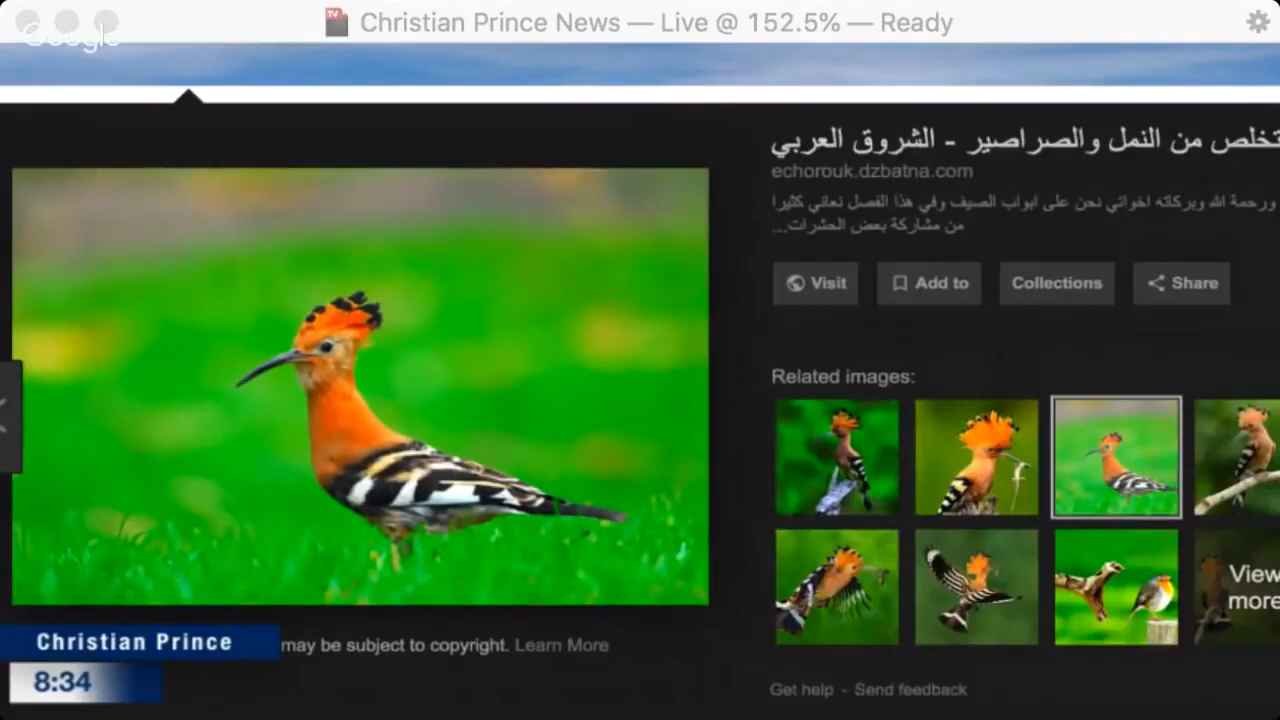 Christian Prince News — Live @ 152.5% — Ready
Google
تخلص من النمل والصراصير - الشروق العربي
echorouk.dzbatna.com
ورحمة الله وبركاته اخواتي نحن على ابواب الصيف وفي هذا الفصل نعاني كثيرا
من مشاركة بعض الحشرات...
Visit
Add to
Collections
Share
Related images:
View
more
Christian Prince
may be subject to copyright. Learn More
8:34
Get help - Send feedback